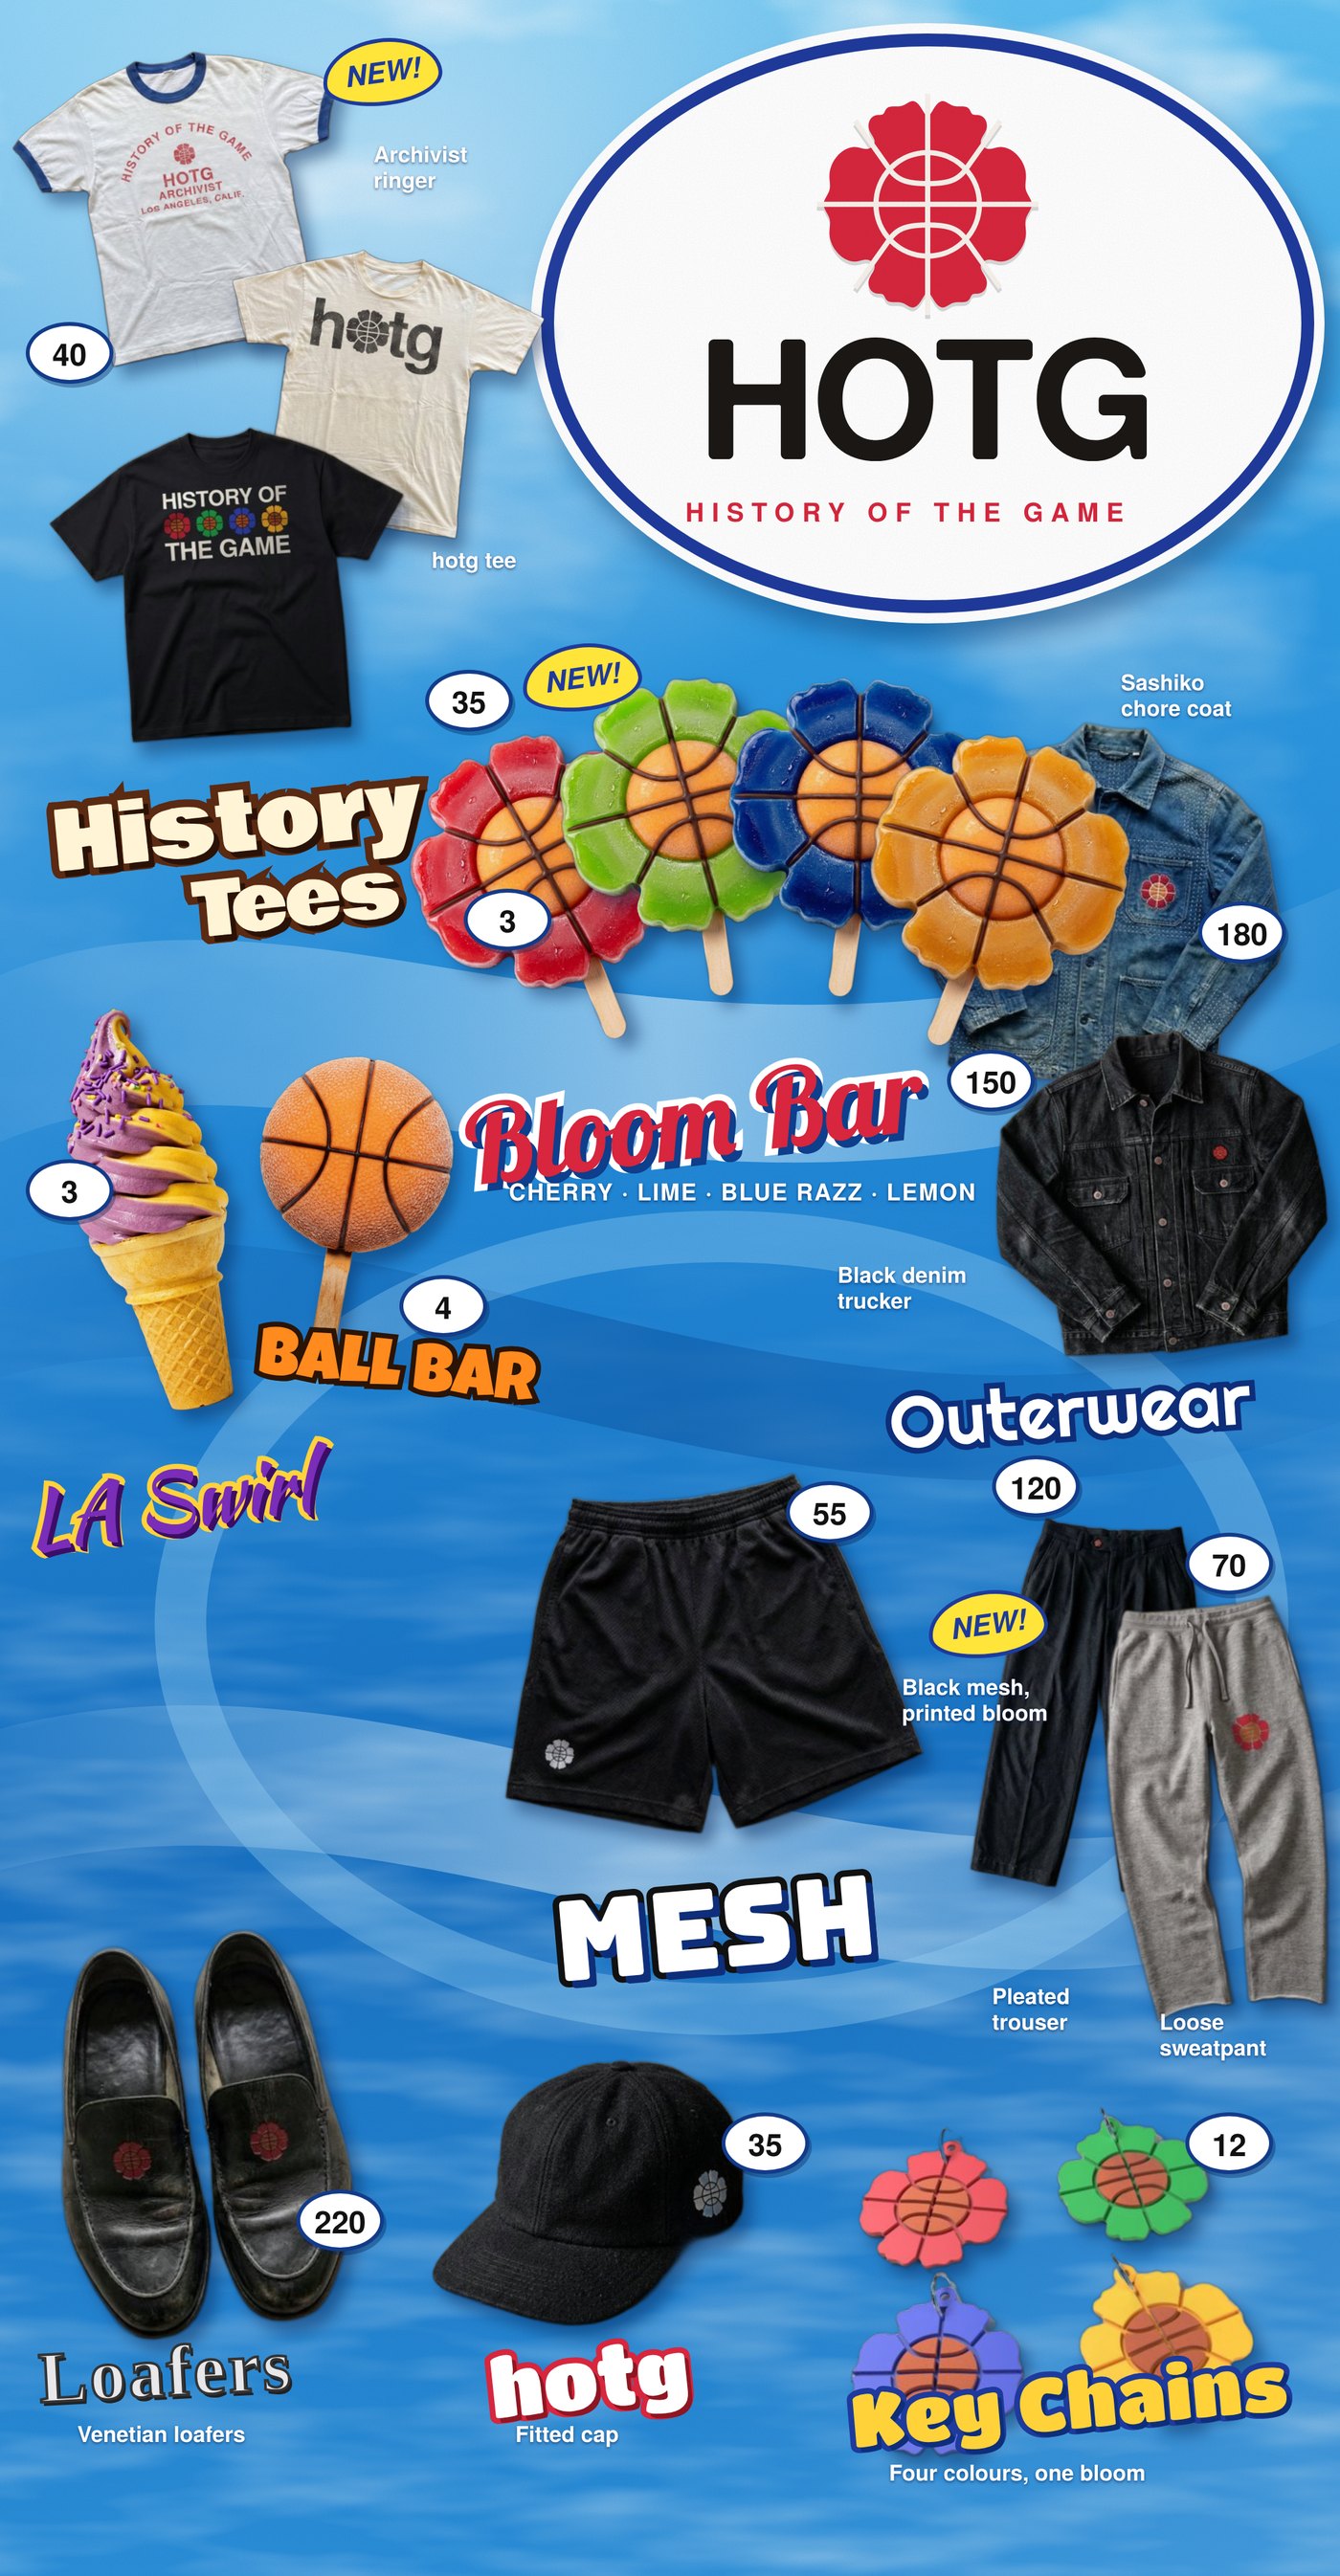 NEW!
HISTORY OF THE GAME
HOTG
ARCHIVIST
LOS ANGELES, CALIF.
Archivist
ringer
40
hotg
HISTORY OF
THE GAME
hotg tee
HOTG
HISTORY OF THE GAME
35
NEW!
Sashiko
chore coat
History
Tees
3
180
150
Bloom Bar
CHERRY · LIME · BLUE RAZZ · LEMON
3
4
BALL BAR
Black denim
trucker
Outerwear
LA Swirl
55
120
70
NEW!
Black mesh,
printed bloom
MESH
Pleated
trouser
Loose
sweatpant
35
12
220
Loafers
Venetian loafers
hotg
Fitted cap
Key Chains
Four colours, one bloom